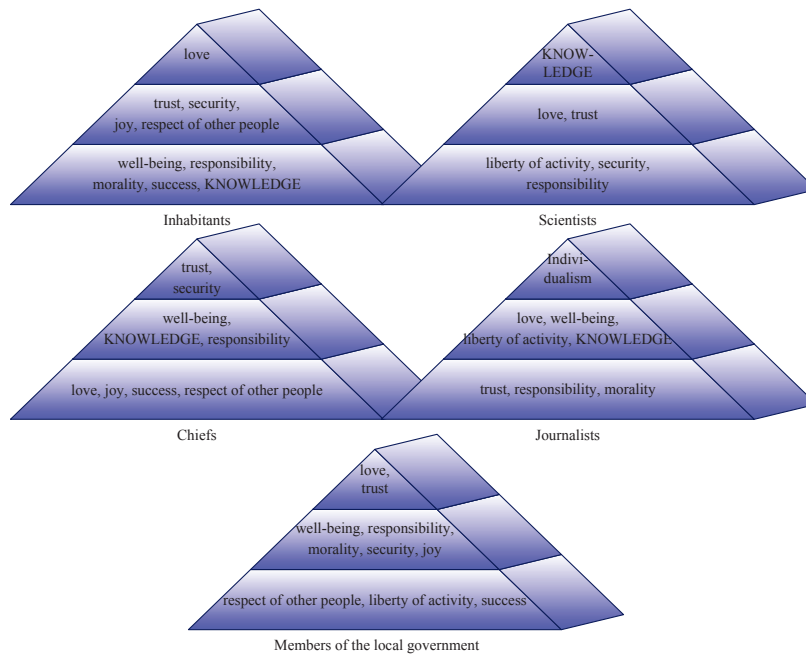 love
trust, security,
joy, respect of other people
well-being, responsibility,
morality, success, KNOWLEDGE
Inhabitants
KNOW-
LEDGE
love, trust
liberty of activity, security,
responsibility
Scientists
trust,
security
well-being,
KNOWLEDGE, responsibility
love, joy, success, respect of other people
Chiefs
Indivi-
dualism
love, well-being,
liberty of activity, KNOWLEDGE
trust, responsibility, morality
Journalists
love,
trust
well-being, responsibility,
morality, security, joy
respect of other people, liberty of activity, success
Members of the local government